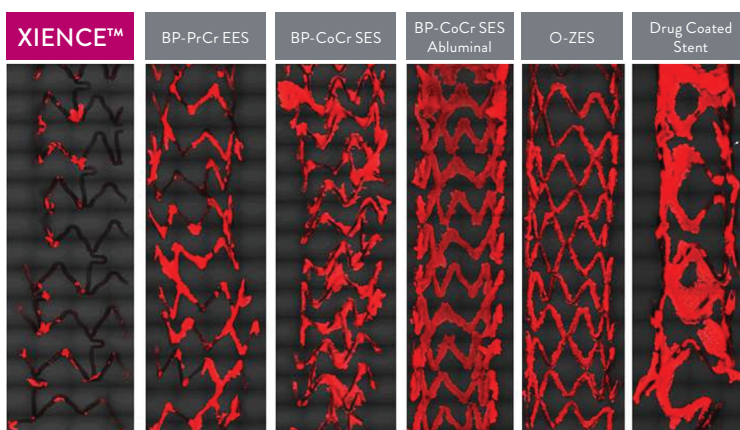 XIENCE™
BP-PrCr EES
BP-CoCr SES
BP-CoCr SES
Abluminal
O-ZES
Drug Coated
Stent